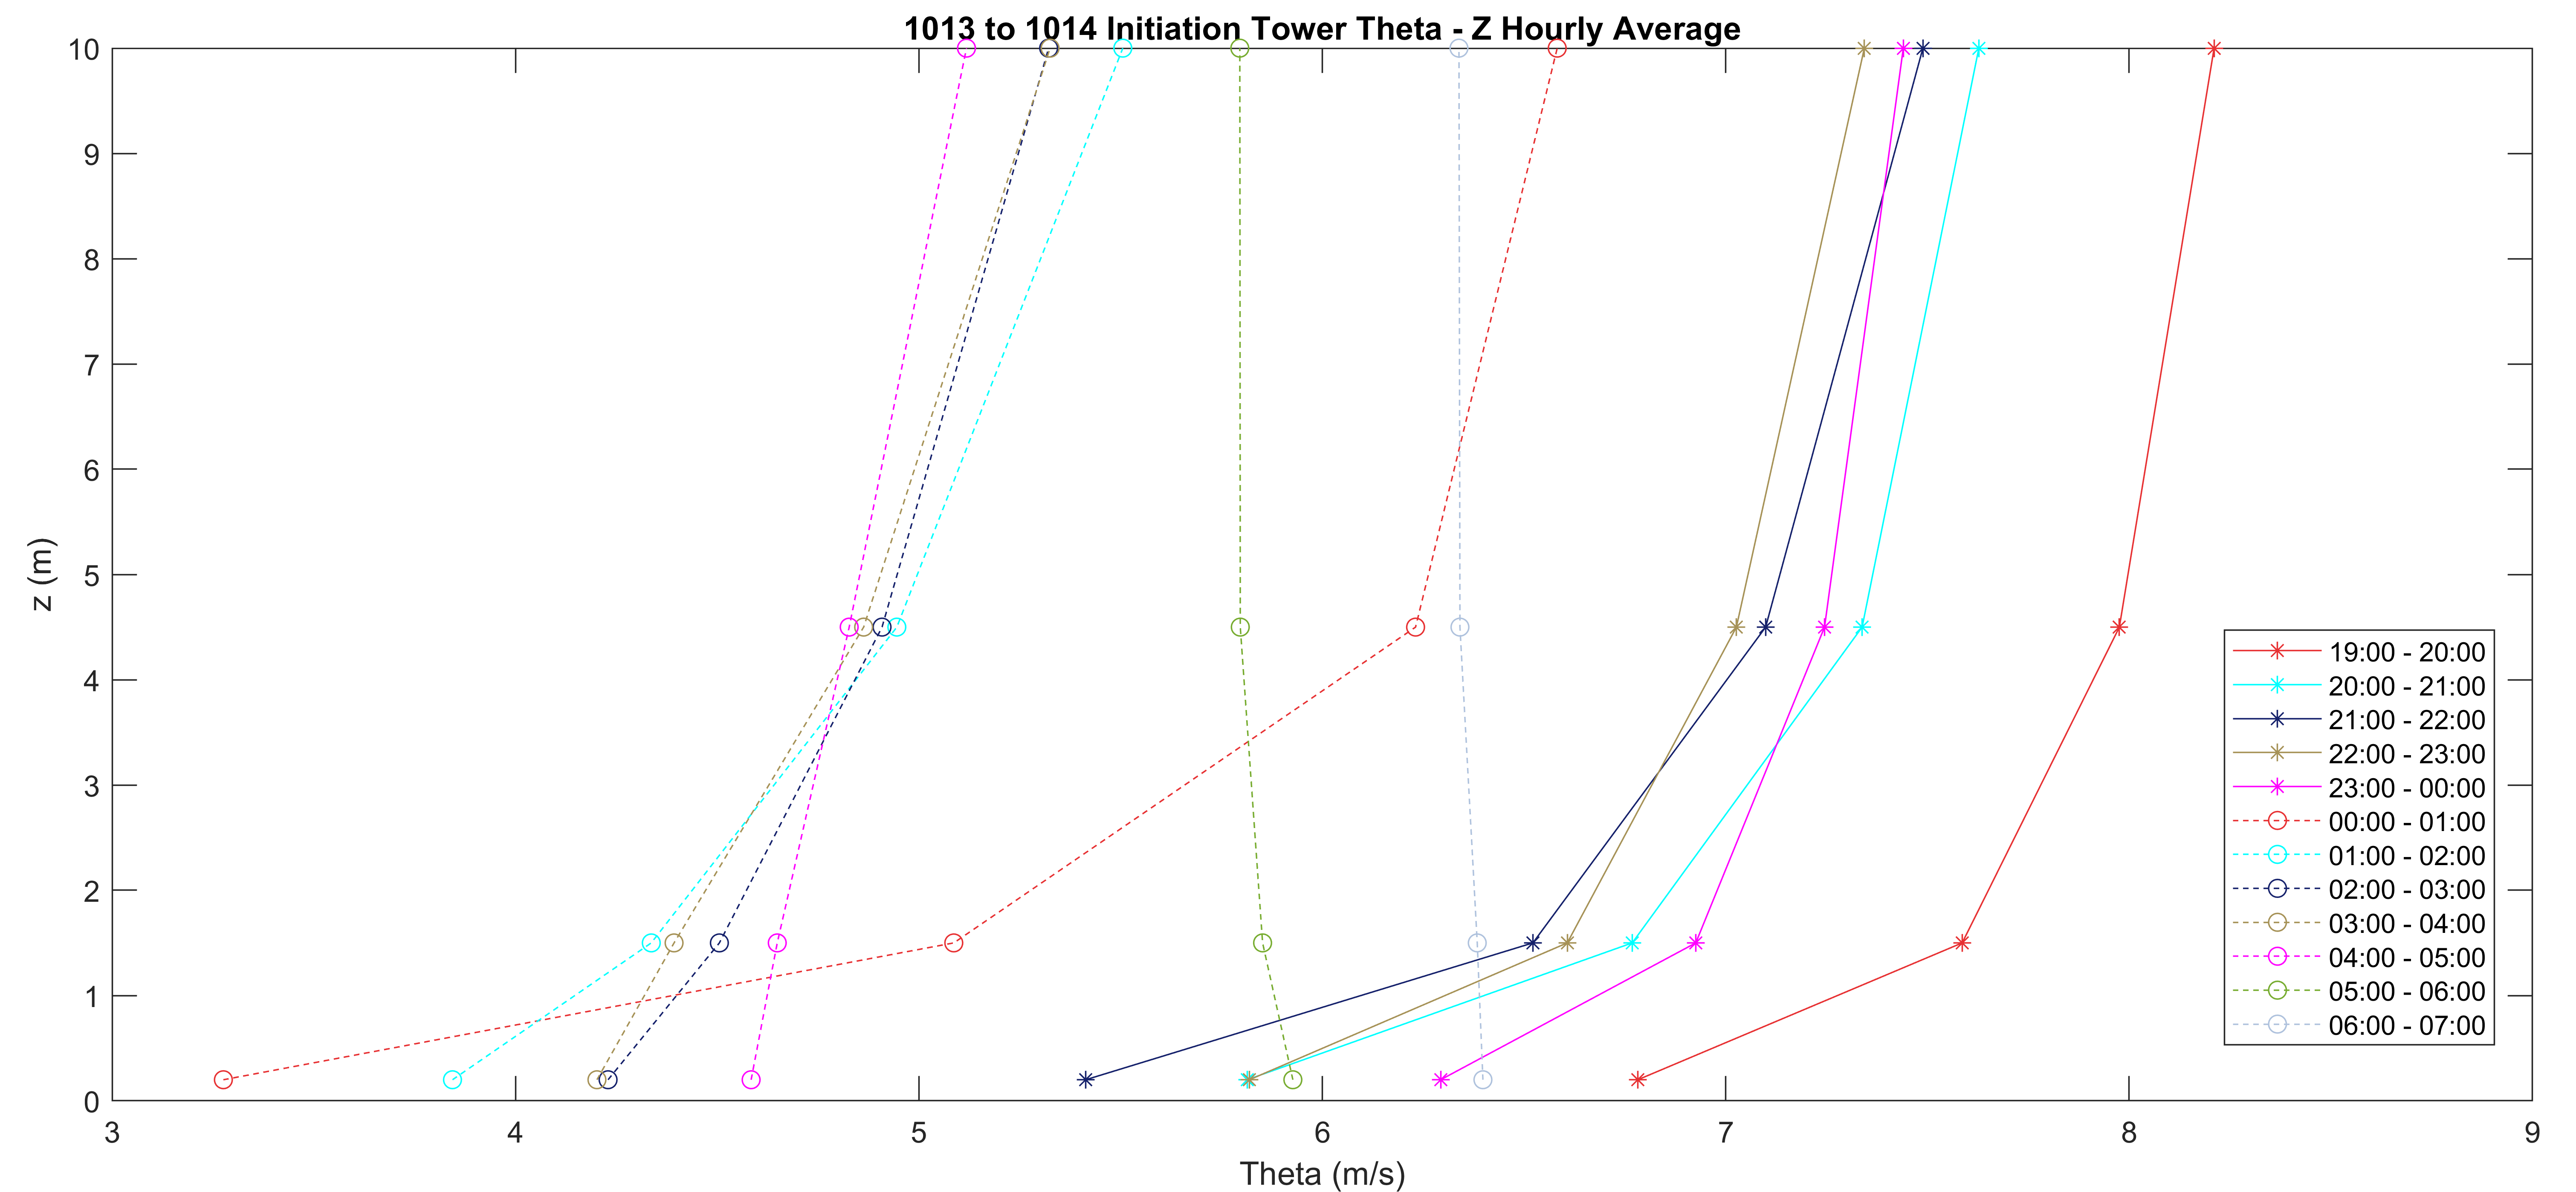 1013 to 1014 Initiation Tower Theta - Z Hourly Average
10
9
8
7
6
5
4
3
2
1
0
z (m)
3 4 5 6 7 8 9
Theta (m/s)
19:00 - 20:00
20:00 - 21:00
21:00 - 22:00
22:00 - 23:00
23:00 - 00:00
00:00 - 01:00
01:00 - 02:00
02:00 - 03:00
03:00 - 04:00
04:00 - 05:00
05:00 - 06:00
06:00 - 07:00